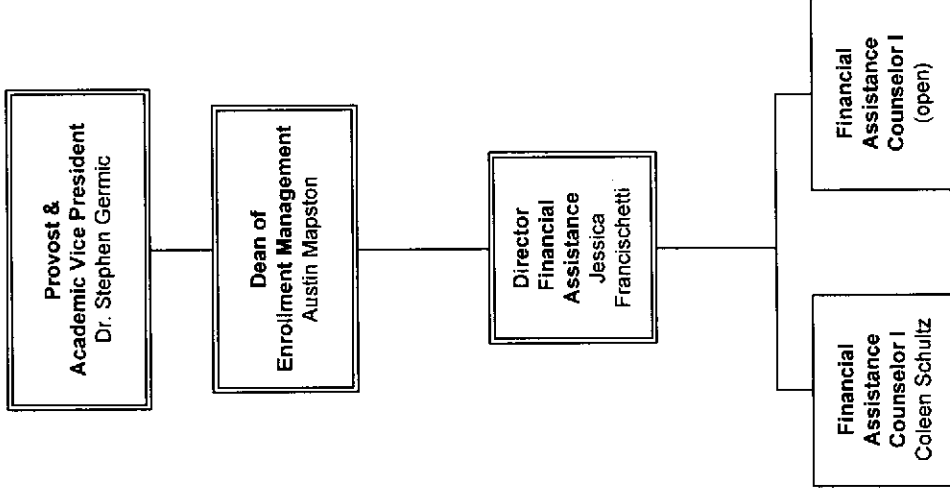 Provost &
Academic Vice President
Dr. Stephen Germic
Dean of
Enrollment Management
Austin Mapston
Director
Financial
Assistance
Jessica
Francischetti
Financial
Assistance
Counselor I
Coleen Schultz
Financial
Assistance
Counselor I
(open)